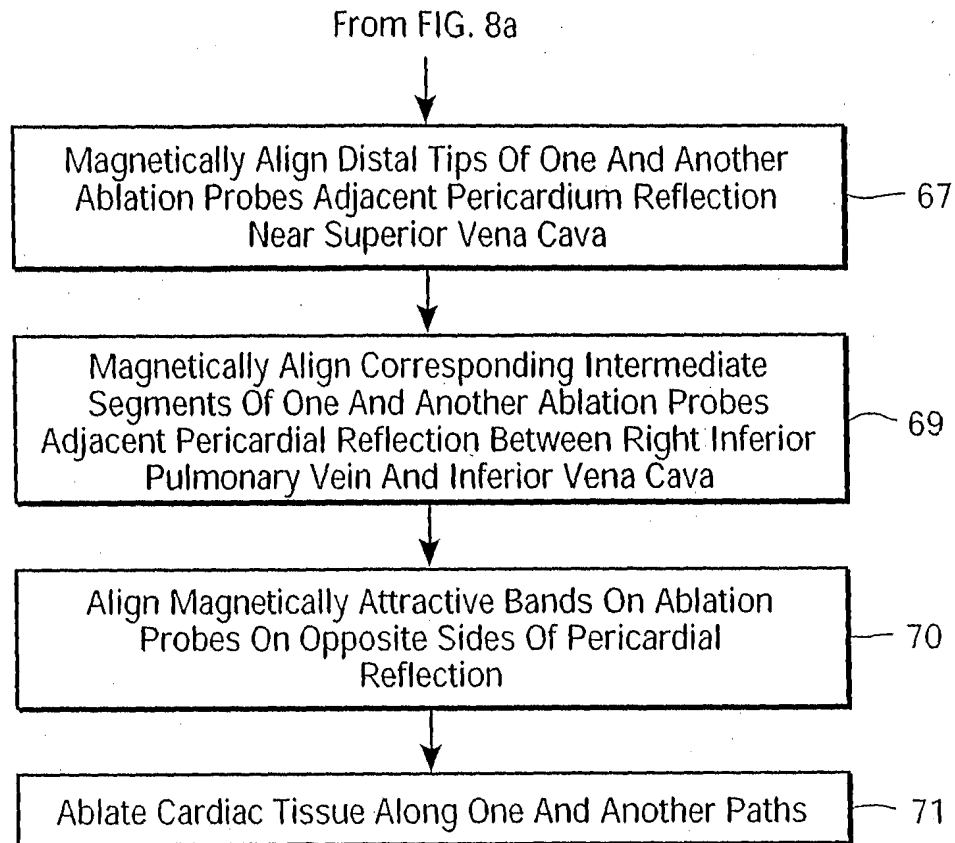 From FIG. 8a
Magnetically Align Distal Tips Of One And Another
Ablation Probes Adjacent Pericardium Reflection
Near Superior Vena Cava
67
Magnetically Align Corresponding Intermediate
Segments Of One And Another Ablation Probes
Adjacent Pericardial Reflection Between Right Inferior
Pulmonary Vein And Inferior Vena Cava
69
Align Magnetically Attractive Bands On Ablation
Probes On Opposite Sides Of Pericardial
Reflection
70
Ablate Cardiac Tissue Along One And Another Paths
71